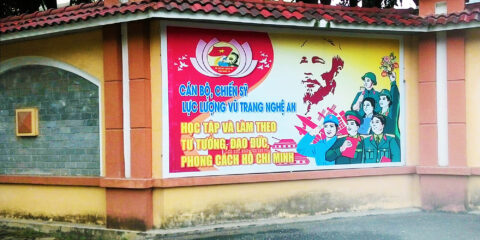 CÁN BỘ, CHIẾN SỸ
LỰC LƯỢNG VŨ TRANG NGHỆ AN
HỌC TẬP VÀ LÀM THEO
TƯ TƯỞNG, ĐẠO ĐỨC,
PHONG CÁCH HỒ CHÍ MINH